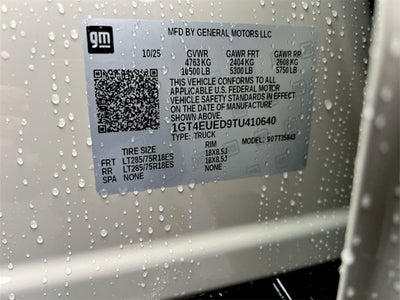 gm
MFD BY GENERAL MOTORS LLC
10/25 GVWR GAWR FRT GAWR RR
4763 KG 2404 KG 2608 KG
10500 LB 5300 LB 5750 LB
THIS VEHICLE CONFORMS TO ALL
APPLICABLE U.S. FEDERAL MOTOR
VEHICLE SAFETY STANDARDS IN EFFECT
ON THE DATE OF MANUFACTURE
SHOWN ABOVE.
1GT4EUED9TU410640
TYPE: TRUCK MODEL:
TIRE SIZE RIM
FRT LT285/75R18ES 18X8.5J
RR LT285/75R18ES 18X8.5J
SPA NONE NONE